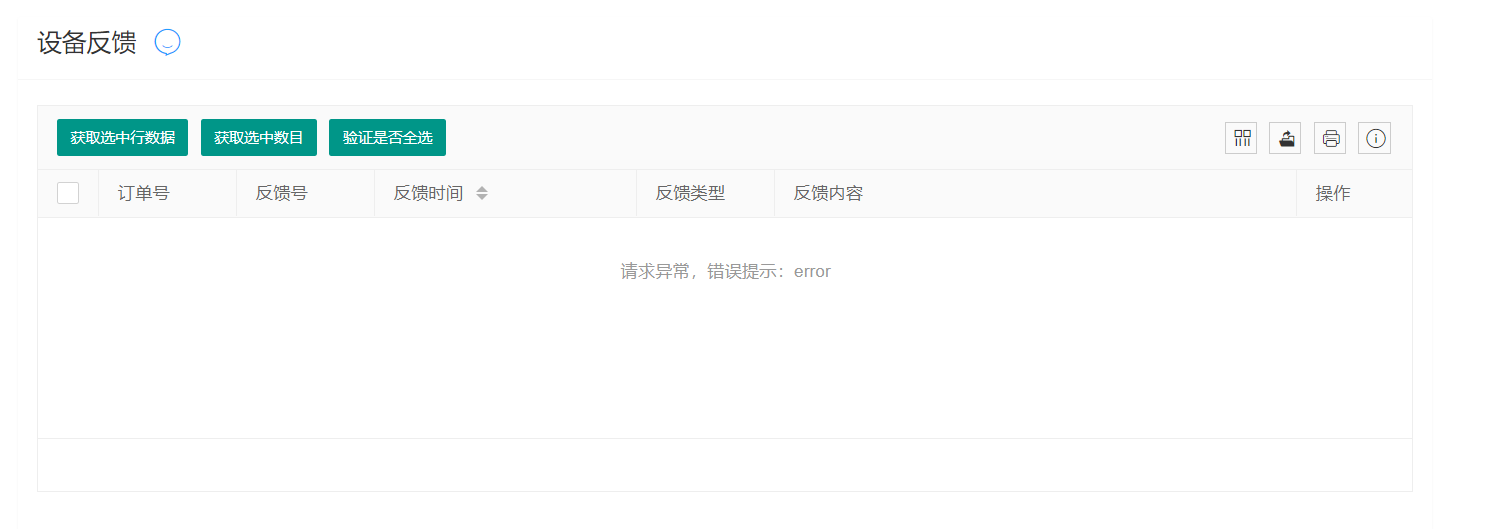 设备反馈
获取选中行数据 获取选中数目 验证是否全选
订单号 反馈号 反馈时间 反馈类型 反馈内容 操作
请求异常，错误提示：error